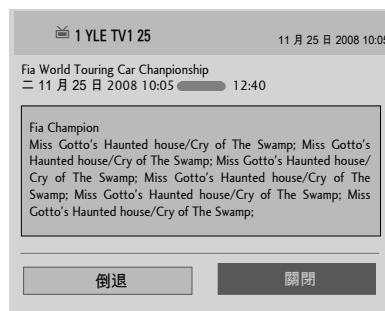 1 YLE TV1 25
11 月 25 日 2008 10:05
Fia World Touring Car Chanpionship
二 11 月 25 日 2008 10:05 12:40
Fia Champion
Miss Gotto's Haunted house/Cry of The Swamp; Miss Gotto's
Haunted house/Cry of The Swamp; Miss Gotto's Haunted house/
Cry of The Swamp; Miss Gotto's Haunted house/Cry of The
Swamp; Miss Gotto's Haunted house/Cry of The Swamp; Miss
Gotto's Haunted house/Cry of The Swamp;
倒退
關閉